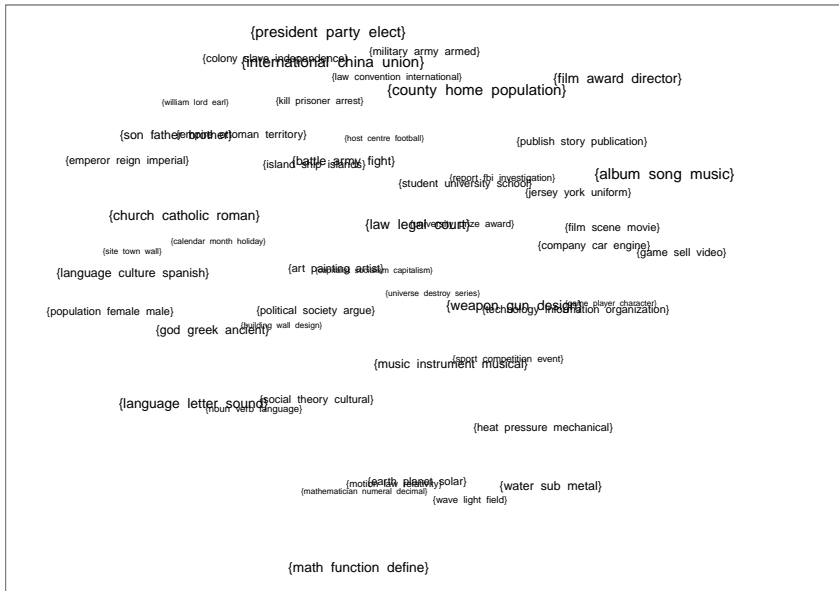 {president party elect}
{military army armed}
{colony slave independence}
{international china union}
{law convention international}
{film award director}
{county home population}
{william lord earl}
{kill prisoner arrest}
{son father brother}
{empire ottoman territory}
{host centre football}
{publish story publication}
{emperor reign imperial}
{battle army fight}
{island ship islands}
{album song music}
{report fbi investigation}
{student university school}
{jersey york uniform}
{church catholic roman}
{law legal court}
{university prize award}
{film scene movie}
{calendar month holiday}
{company car engine}
{site town wall}
{game sell video}
{art painting artist}
{capitalist socialism capitalism}
{language culture spanish}
{universe destroy series}
{weapon gun design}
{game player character}
{population female male}
{political society argue}
{technology information organization}
{building wall design}
{god greek ancient}
{sport competition event}
{music instrument musical}
{social theory cultural}
{language letter sound}
{noun verb language}
{heat pressure mechanical}
{earth planet solar}
{motion law relativity}
{water sub metal}
{mathematician numeral decimal}
{wave light field}
{math function define}